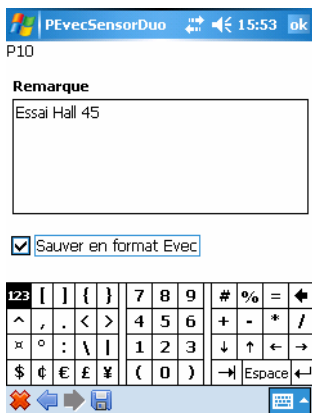 PEvecSensorDuo 15:53 ok
P10
Remarque
Essai Hall 45
Sauver en format Evec
123 [ ] { } 7 8 9 # % = ←
^ , . < > 4 5 6 + - * /
¤ ° : \ | 1 2 3 ↓ ↑ ← →
$ ¢ € £ ¥ ( 0 ) →| Espace ↵